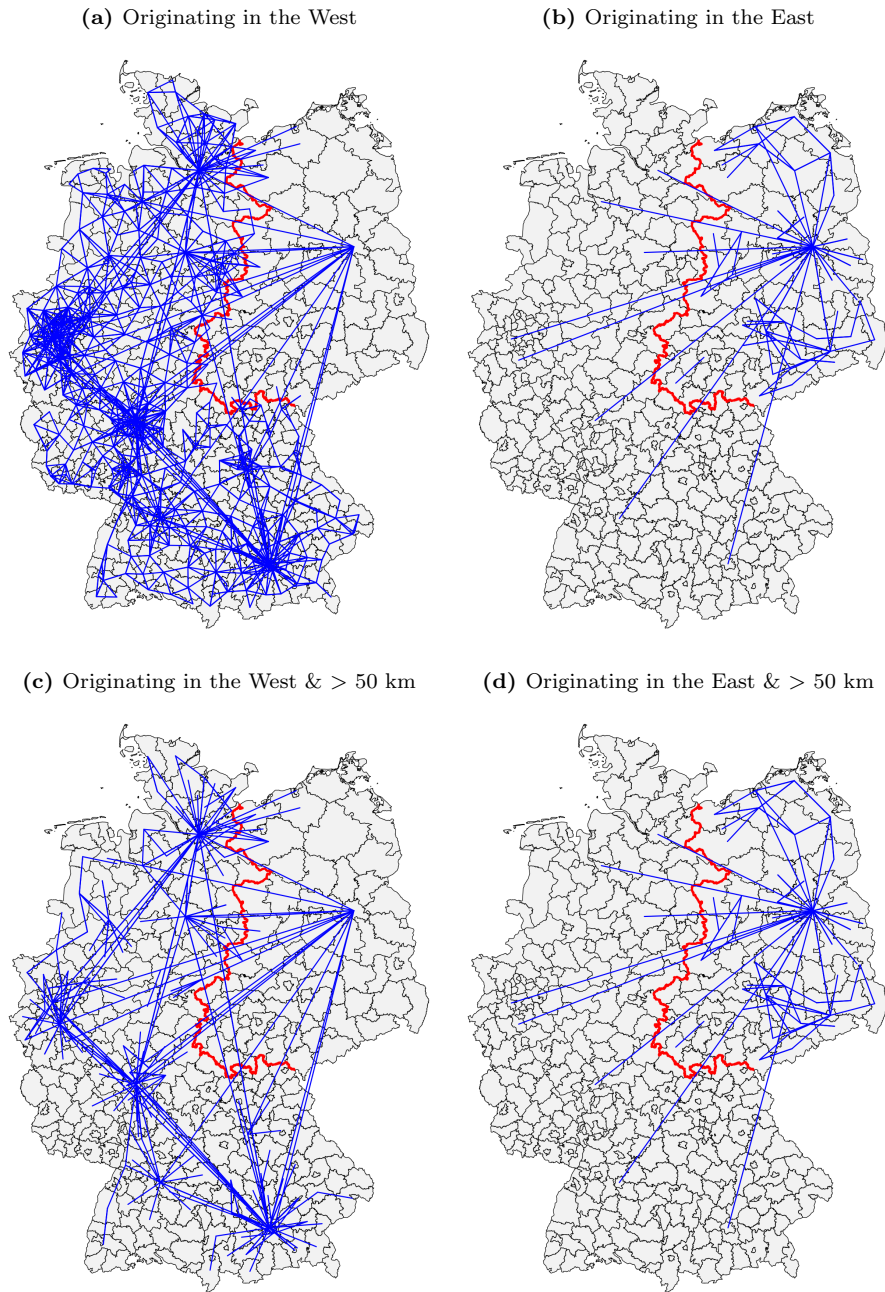 (a) Originating in the West
(b) Originating in the East
(c) Originating in the West & > 50 km
(d) Originating in the East & > 50 km